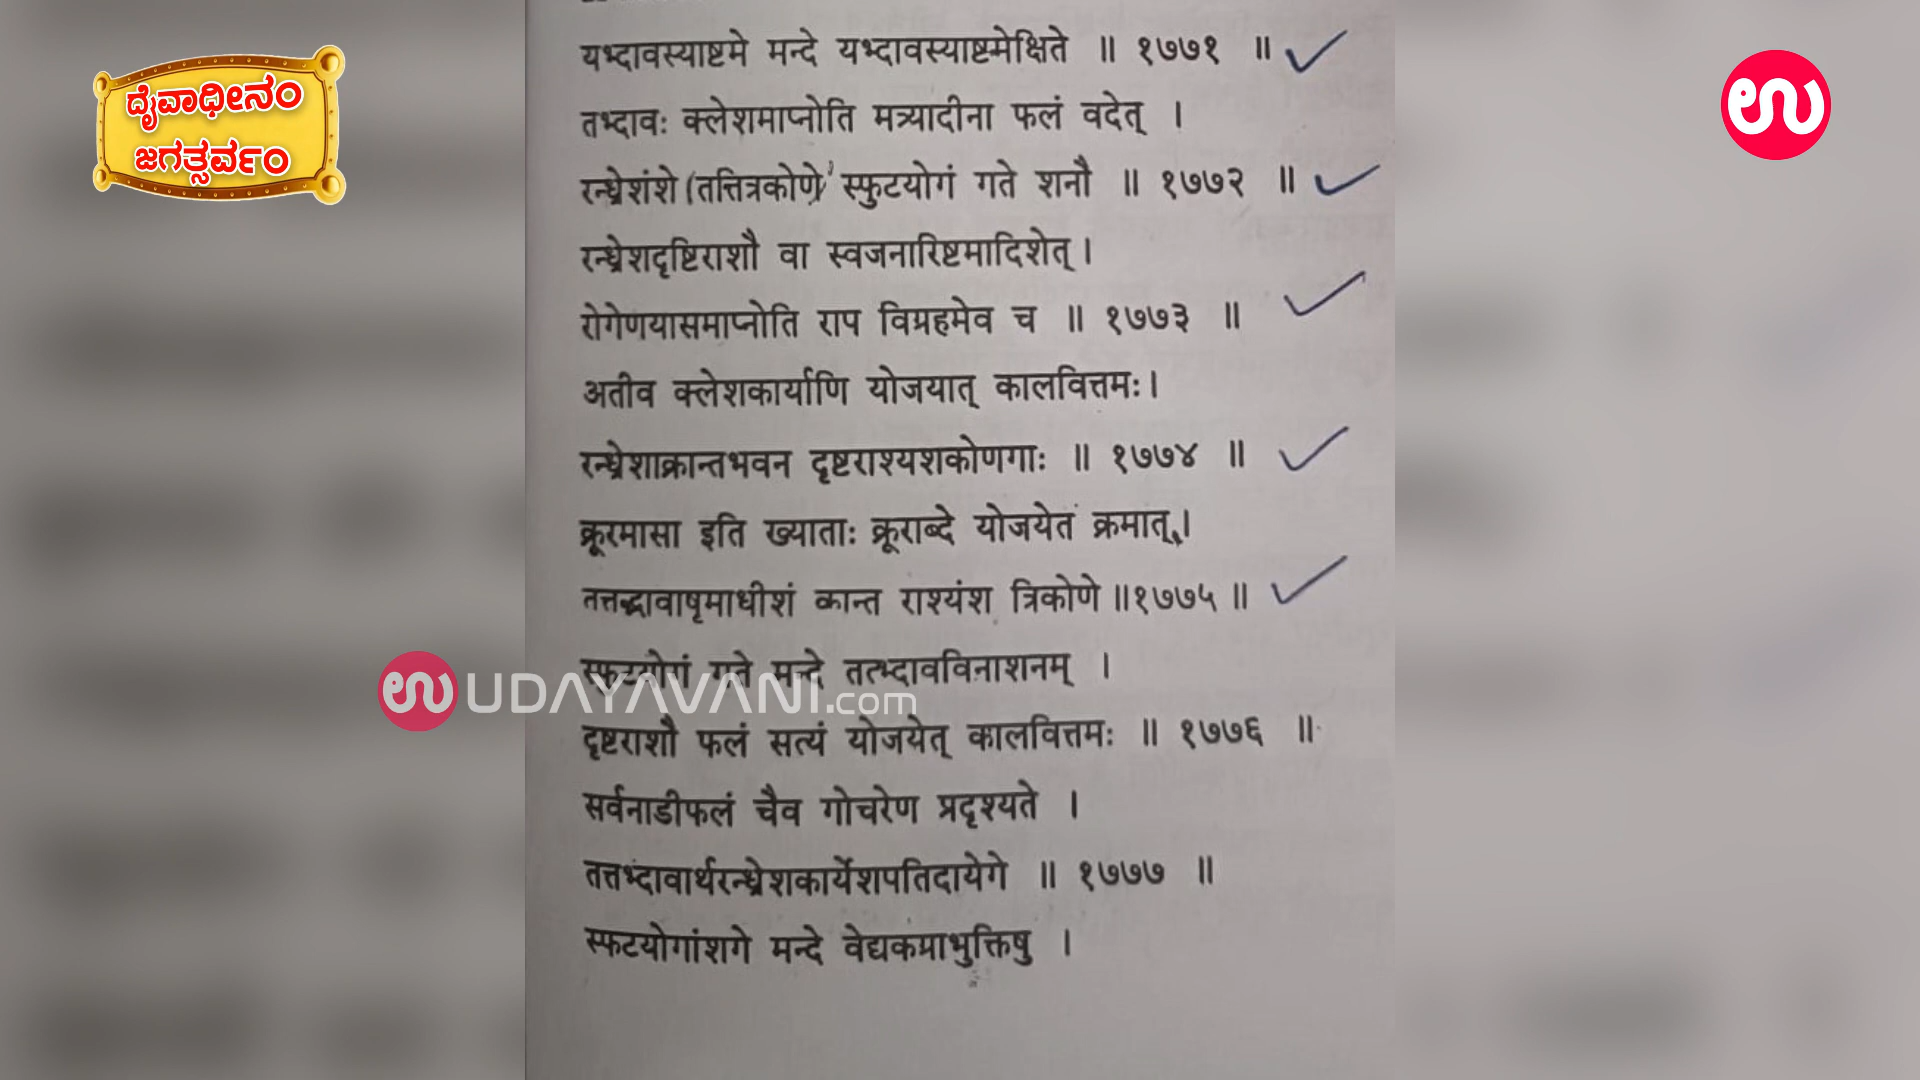 ದೈವಾಧೀನಂ
ಜಗತ್ಸರ್ವಂ
ಉ
यभ्दावस्याष्टमे मन्दे यभ्दावस्याष्टमेक्षिते ॥ १७७१ ॥
तभ्दावः क्लेशमाप्नोति मत्र्यादीना फलं वदेत् ।
रन्ध्रेशंशे (तत्तित्रकोण्रे' स्फुटयोगं गते शनौ ॥ १७७२ ॥
रन्ध्रेशदृष्टिराशौ वा स्वजनारिष्टमादिशेत् ।
रोगेणयासमाप्नोति राप विग्रहमेव च ॥ १७७३ ॥
अतीव क्लेशकार्याणि योजयात् कालवित्तमः ।
रन्ध्रेशाक्रान्तभवन दृष्टराश्यशकोणगाः ॥ १७७४ ॥
क्रूरमासा इति ख्याताः क्रूराब्दे योजयेत क्रमात् ।
तत्तद्भावाषृमाधीशं कान्त राश्यंश त्रिकोणे ॥ १७७५ ॥
स्फटयोगं गते मन्दे तत्भ्दावविनाशनम् ।
ಉ UDAYAVANI.com
दृष्टराशौ फलं सत्यं योजयेत् कालवित्तमः ॥ १७७६ ॥
सर्वनाडीफलं चैव गोचरेण प्रदृश्यते ।
तत्तभ्दावार्थरन्ध्रेशकार्येशपतिदायेगे ॥ १७७७ ॥
स्फटयोगांशगे मन्दे वेद्यकमाभुक्तिषु ।